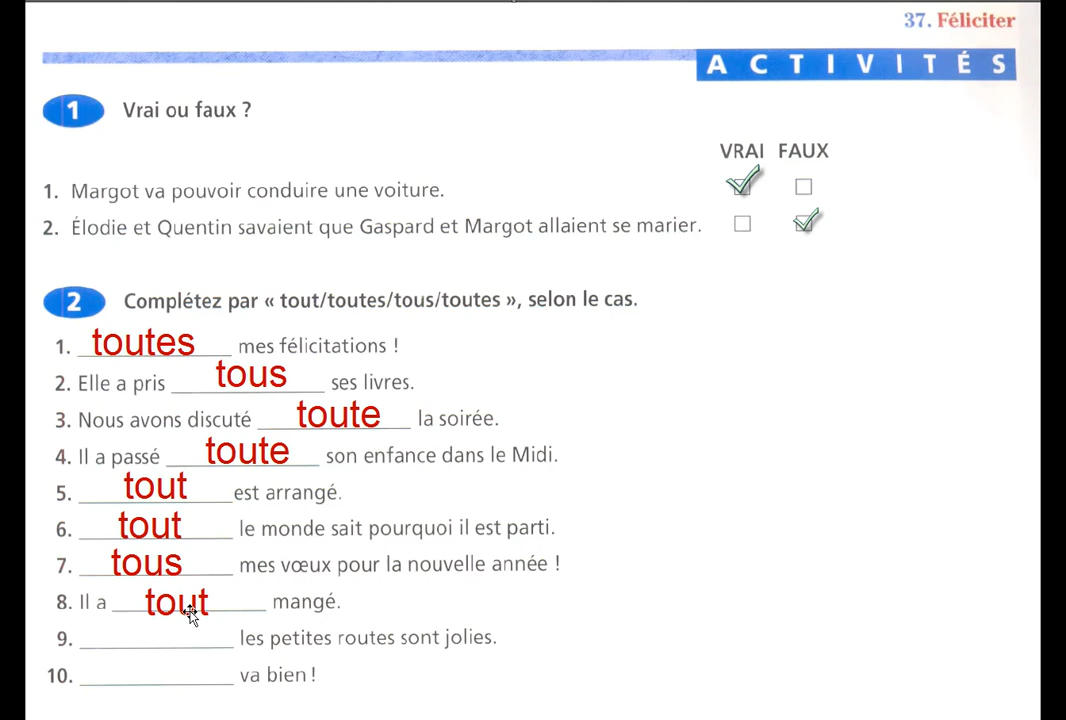 37. Féliciter
ACTIVITÉS
1 Vrai ou faux ?
VRAI FAUX
1. Margot va pouvoir conduire une voiture.
2. Élodie et Quentin savaient que Gaspard et Margot allaient se marier.
2 Complétez par « tout/toutes/tous/toutes », selon le cas.
1. toutes mes félicitations !
2. Elle a pris tous ses livres.
3. Nous avons discuté toute la soirée.
4. Il a passé toute son enfance dans le Midi.
5. tout est arrangé.
6. tout le monde sait pourquoi il est parti.
7. tous mes vœux pour la nouvelle année !
8. Il a tout mangé.
9. les petites routes sont jolies.
10. va bien !